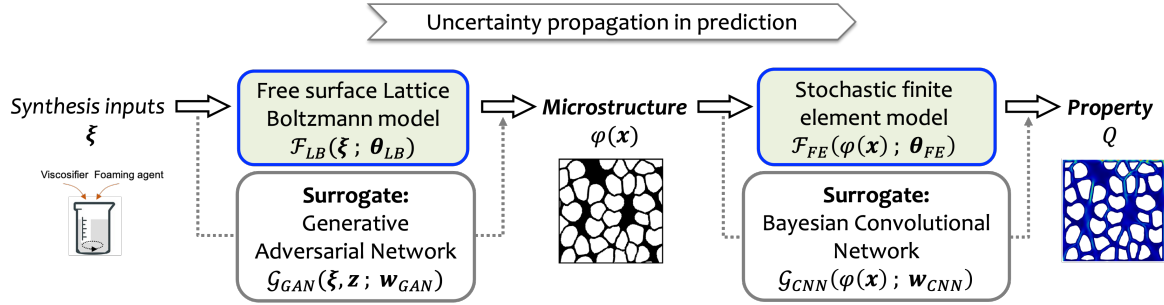 Uncertainty propagation in prediction
Synthesis inputs
ξ
Viscosifier Foaming agent
Free surface Lattice
Boltzmann model
ℱ_LB(ξ ; θ_LB)
Surrogate:
Generative
Adversarial Network
𝒢_GAN(ξ, z ; w_GAN)
Microstructure
φ(x)
Stochastic finite
element model
ℱ_FE(φ(x) ; θ_FE)
Surrogate:
Bayesian Convolutional
Network
𝒢_CNN(φ(x) ; w_CNN)
Property
Q